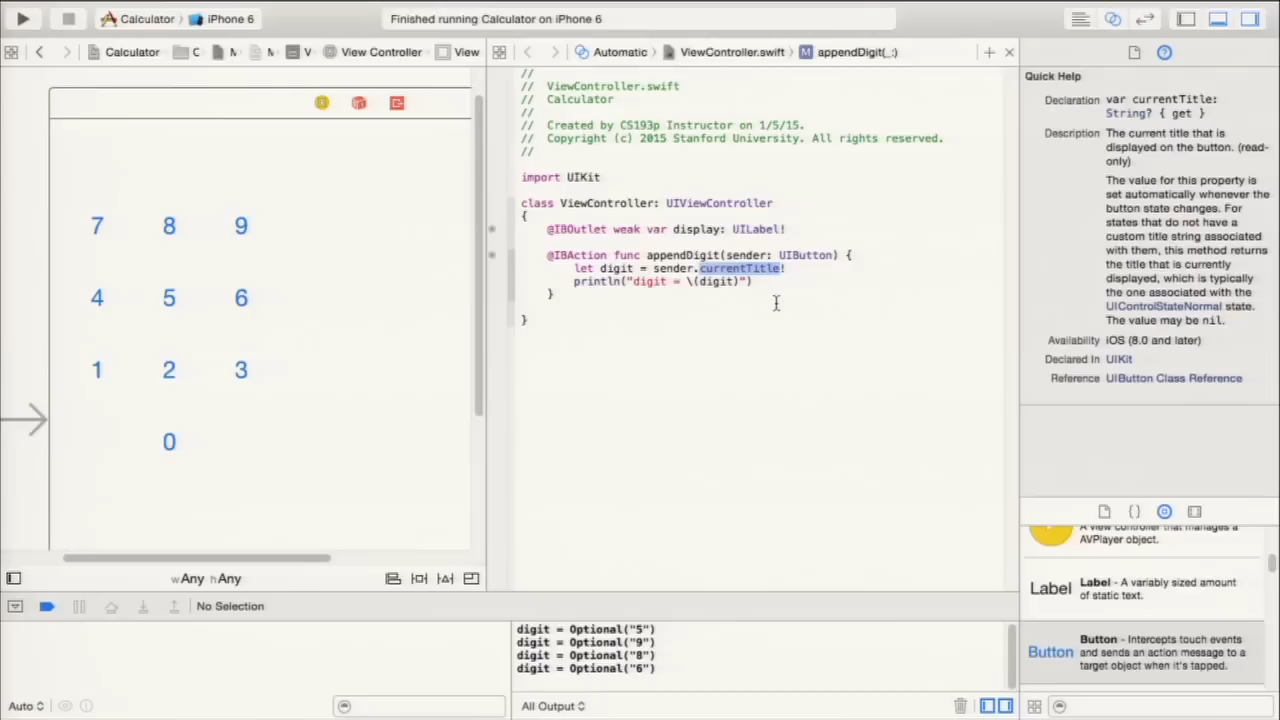 Calculator
iPhone 6
Finished running Calculator on iPhone 6
Calculator
C
M
M
V
View Controller
View
Automatic
ViewController.swift
M
appendDigit(_:)
7
8
9
4
5
6
1
2
3
0
wAny hAny
//
// ViewController.swift
// Calculator
//
// Created by CS193p Instructor on 1/5/15.
// Copyright (c) 2015 Stanford University. All rights reserved.
//
import UIKit
class ViewController: UIViewController
{
@IBOutlet weak var display: UILabel!
@IBAction func appendDigit(sender: UIButton) {
let digit = sender.currentTitle!
println("digit = \(digit)")
}
}
Quick Help
Declaration var currentTitle:
String? { get }
Description The current title that is
displayed on the button. (read-
only)
The value for this property is
set automatically whenever the
button state changes. For
states that do not have a
custom title string associated
with them, this method returns
the title that is currently
displayed, which is typically
the one associated with the
UIControlStateNormal state.
The value may be nil.
Availability iOS (8.0 and later)
Declared In UIKit
Reference UIButton Class Reference
{}
A view controller that manages a
AVPlayer object.
Label
Label - A variably sized amount
of static text.
Button
Button - Intercepts touch events
and sends an action message to a
target object when it's tapped.
No Selection
digit = Optional("5")
digit = Optional("9")
digit = Optional("8")
digit = Optional("6")
Auto
All Output